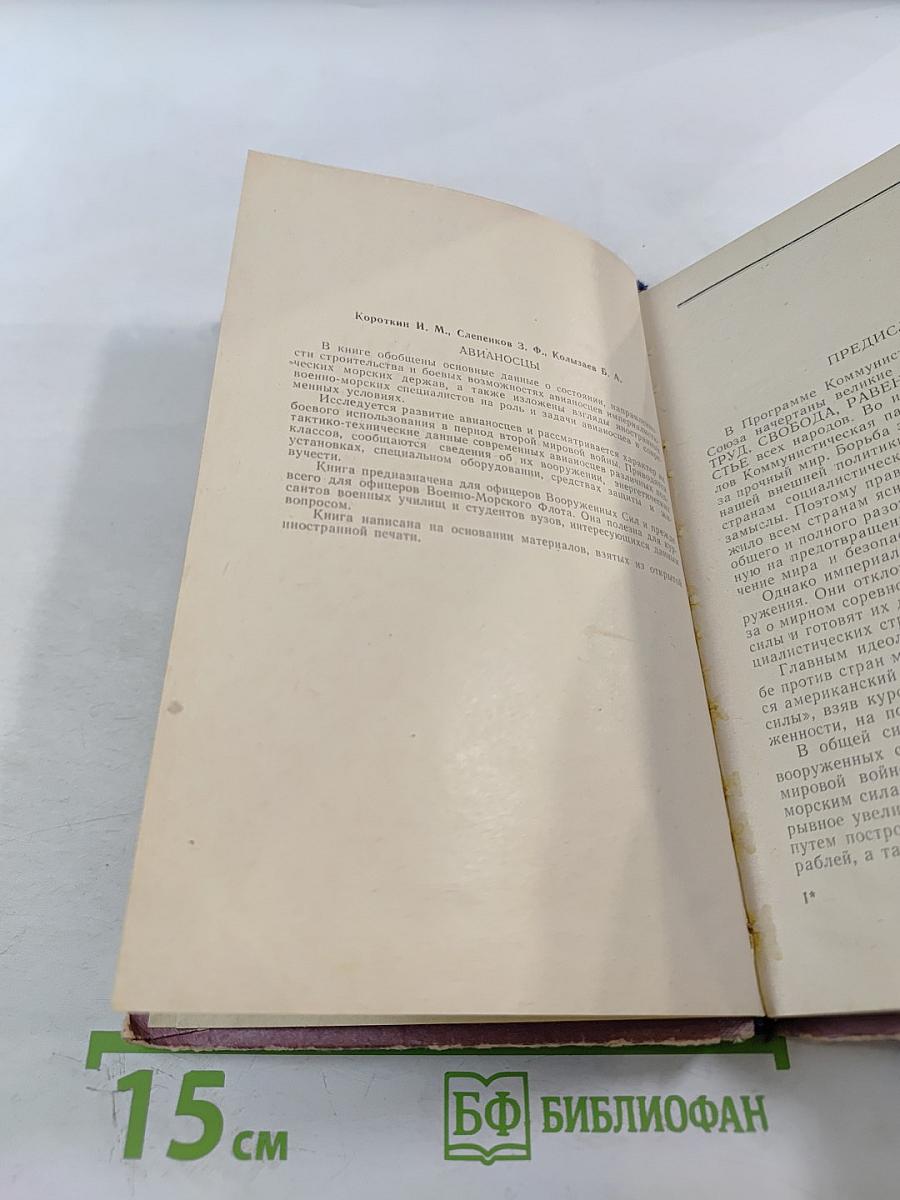 Короткин И. М., Слепенков З. Ф., Колызаев Б. А.
АВИАНОСЦЫ
В книге обобщены основные данные о состоянии,
сти строительства и боевых возможностях авианосцев
ческих морских держав, а также изложены взгляды иностранных
военно-морских специалистов на роль и задачи авианосцев в
менных условиях.
Исследуется развитие авианосцев и рассматривается характер их
боевого использования в период второй мировой войны. Приводятся
тактико-технические данные современных авианосцев различных под-
классов, сообщаются сведения об их вооружении, энергетических
установках, специальном оборудовании, средствах защиты и жи-
вучести.
Книга предназначена для офицеров Вооруженных Сил и прежде
всего для офицеров Военно-Морского Флота. Она полезна для кур-
сантов военных училищ и студентов вузов, интересующихся данным
вопросом.
Книга написана на основании материалов, взятых из открытой
иностранной печати.
ПРЕДИСЛ
В Программе Коммунист
Союза начертаны великие
ТРУД, СВОБОДА, РАВЕН
СТЬЕ всех народов. Во
дов Коммунистическая па
за прочный мир. Борьба
нашей внешней политик
странам социалистическ
замыслы. Поэтому прав
жило всем странам ясн
общего и полного разо
ную на предотвращен
чение мира и безопас
Однако империал
ружения. Они откло
за о мирном соревно
силы и готовят их д
циалистических стр
Главным идеол
бе против стран м
ся американский
силы», взяв курс
женности, на по
В общей си
вооруженных с
мировой войн
морским сила
рывное увели
путем постро
раблей, а та
1*
15 см
БФ БИБЛИОФАН